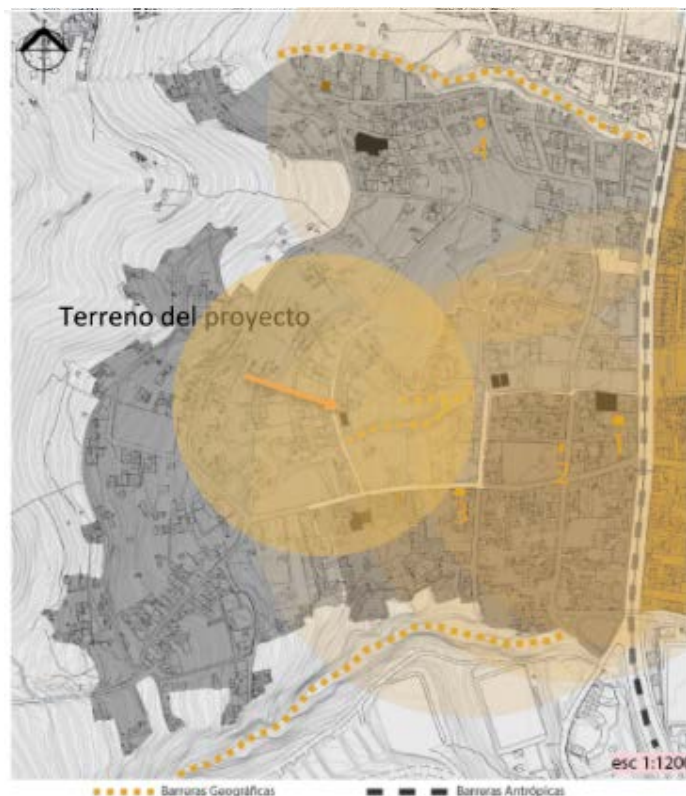 Terreno del proyecto
esc 1:1200
Barreras Geográficas
Barreras Antrópicas